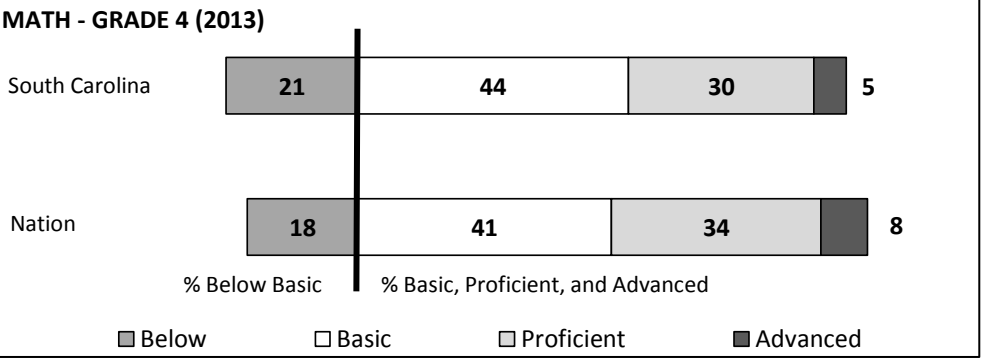 MATH - GRADE 4 (2013)
South Carolina 21 44 30 5
Nation 18 41 34 8
% Below Basic % Basic, Proficient, and Advanced
Below Basic Proficient Advanced